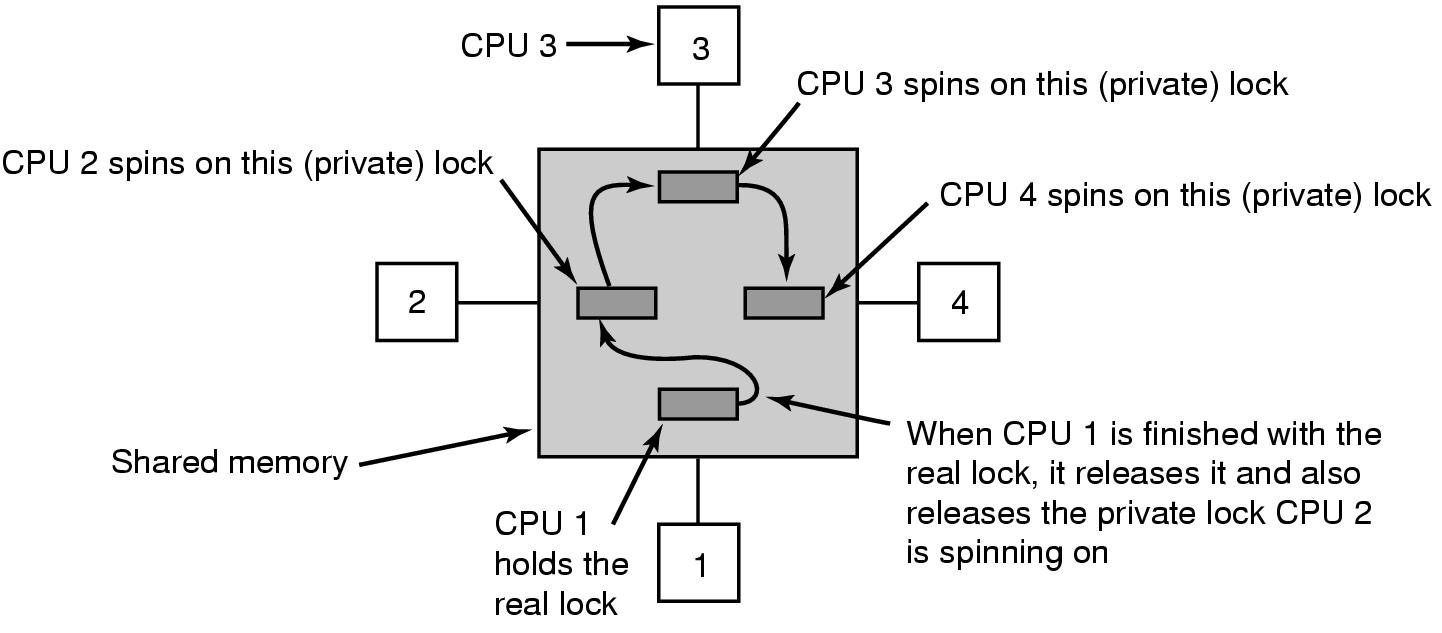 CPU 3
3
CPU 3 spins on this (private) lock
CPU 2 spins on this (private) lock
CPU 4 spins on this (private) lock
2
4
Shared memory
When CPU 1 is finished with the
real lock, it releases it and also
releases the private lock CPU 2
is spinning on
CPU 1
holds the
real lock
1